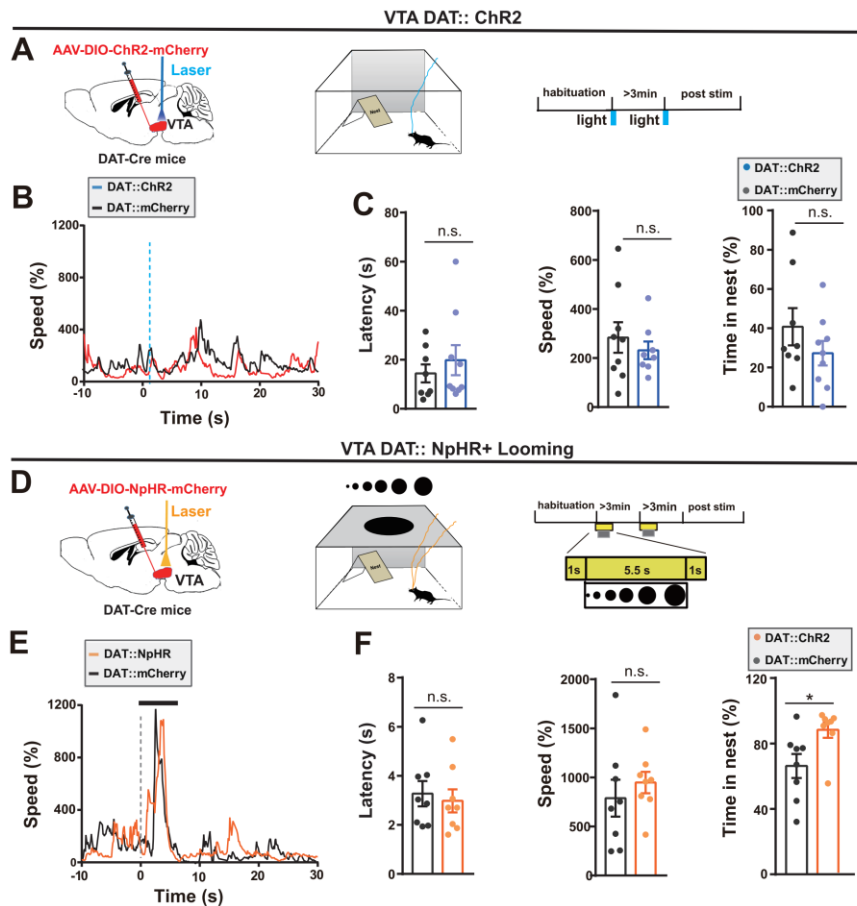 VTA DAT:: ChR2
A
AAV-DIO-ChR2-mCherry
Laser
VTA
DAT-Cre mice
Nest
habituation >3min post stim
light light
B
DAT::ChR2
DAT::mCherry
Speed (%)
1200
800
400
0
-10 0 10 20 30
Time (s)
C
Latency (s)
80
60
40
20
0
n.s.
Speed (%)
800
600
400
200
0
n.s.
DAT::ChR2
DAT::mCherry
Time in nest (%)
100
80
60
40
20
0
n.s.
VTA DAT:: NpHR+ Looming
D
AAV-DIO-NpHR-mCherry
Laser
VTA
DAT-Cre mice
Nest
habituation >3min >3min post stim
1s 5.5 s 1s
E
DAT::NpHR
DAT::mCherry
Speed (%)
1200
800
400
0
-10 0 10 20 30
Time (s)
F
Latency (s)
8
6
4
2
0
n.s.
Speed (%)
2000
1500
1000
500
0
n.s.
DAT::ChR2
DAT::mCherry
Time in nest (%)
120
80
40
0
*